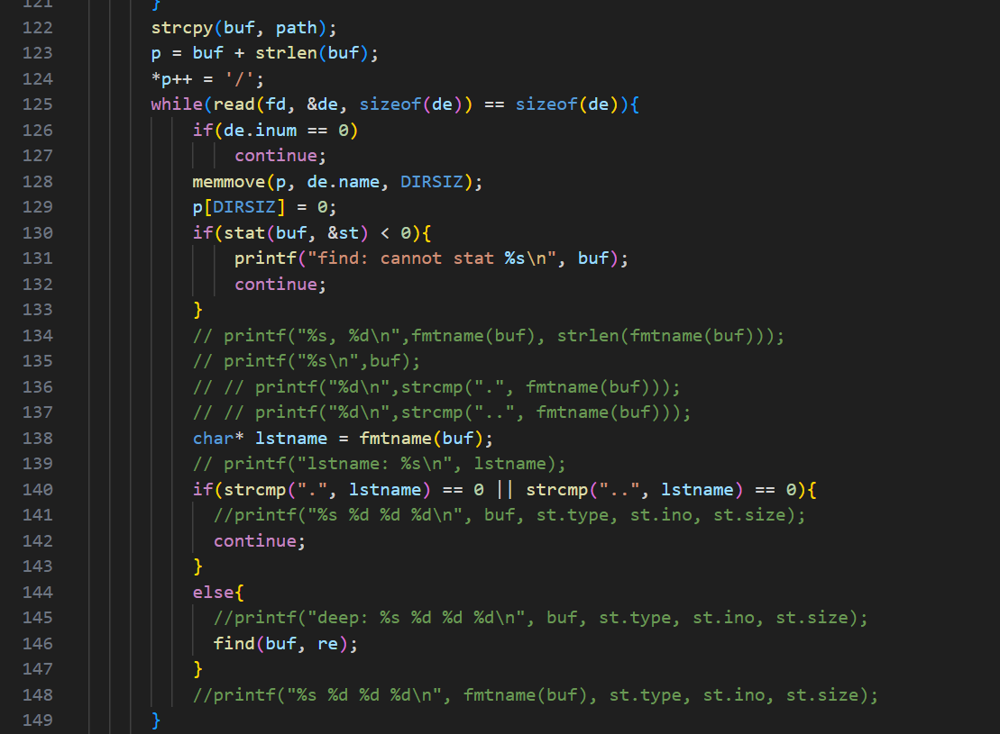 121 }
122 strcpy(buf, path);
123 p = buf + strlen(buf);
124 *p++ = '/';
125 while(read(fd, &de, sizeof(de)) == sizeof(de)){
126 if(de.inum == 0)
127 continue;
128 memmove(p, de.name, DIRSIZ);
129 p[DIRSIZ] = 0;
130 if(stat(buf, &st) < 0){
131 printf("find: cannot stat %s\n", buf);
132 continue;
133 }
134 // printf("%s, %d\n",fmtname(buf), strlen(fmtname(buf)));
135 // printf("%s\n",buf);
136 // // printf("%d\n",strcmp(".", fmtname(buf)));
137 // // printf("%d\n",strcmp("..", fmtname(buf)));
138 char* lstname = fmtname(buf);
139 // printf("lstname: %s\n", lstname);
140 if(strcmp(".", lstname) == 0 || strcmp("..", lstname) == 0){
141 //printf("%s %d %d %d\n", buf, st.type, st.ino, st.size);
142 continue;
143 }
144 else{
145 //printf("deep: %s %d %d %d\n", buf, st.type, st.ino, st.size);
146 find(buf, re);
147 }
148 //printf("%s %d %d %d\n", fmtname(buf), st.type, st.ino, st.size);
149 }